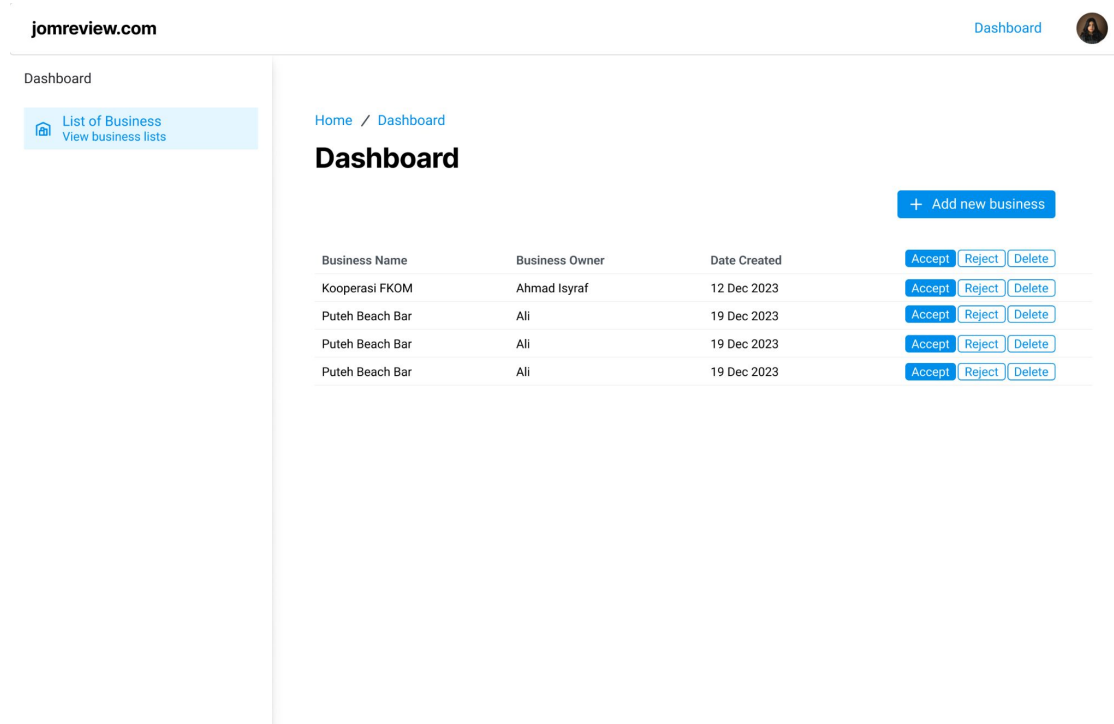 jomreview.com Dashboard
Dashboard
List of Business
View business lists
Home / Dashboard
Dashboard
+ Add new business
Business Name Business Owner Date Created Accept Reject Delete
Kooperasi FKOM Ahmad Isyraf 12 Dec 2023 Accept Reject Delete
Puteh Beach Bar Ali 19 Dec 2023 Accept Reject Delete
Puteh Beach Bar Ali 19 Dec 2023 Accept Reject Delete
Puteh Beach Bar Ali 19 Dec 2023 Accept Reject Delete